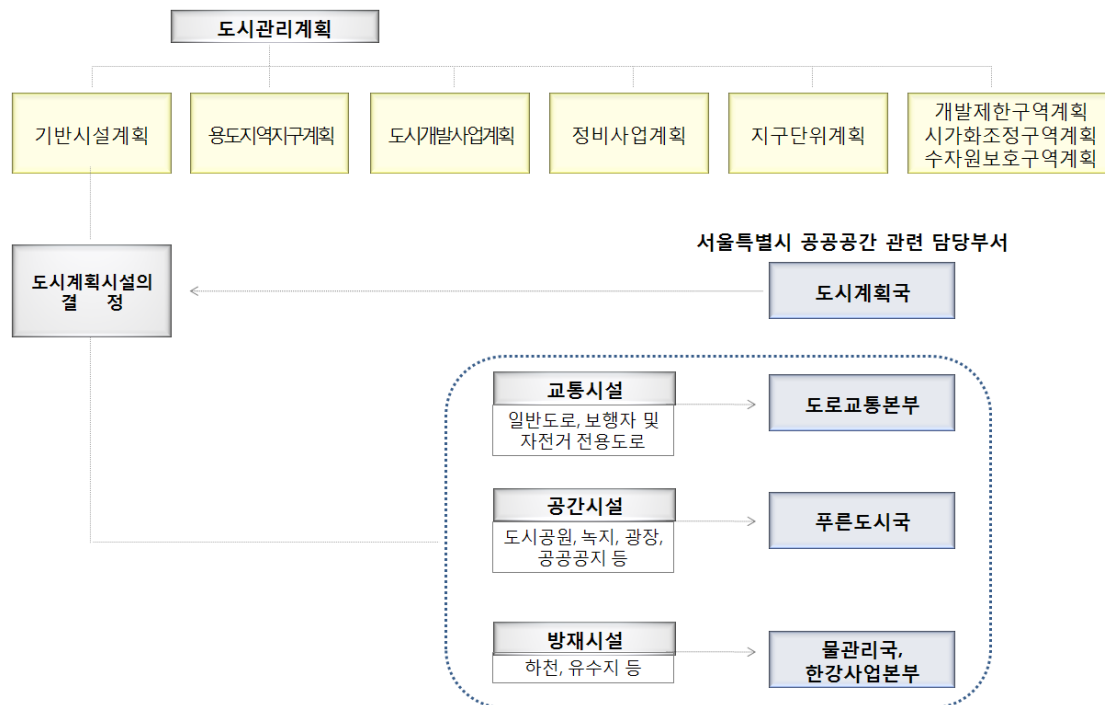 도시관리계획
기반시설계획
용도지역지구계획
도시개발사업계획
정비사업계획
지구단위계획
개발제한구역계획
시가화조정구역계획
수자원보호구역계획
서울특별시 공공공간 관련 담당부서
도시계획시설의
결 정
도시계획국
교통시설
일반도로, 보행자 및
자전거 전용도로
도로교통본부
공간시설
도시공원, 녹지, 광장,
공공공지 등
푸른도시국
방재시설
하천, 유수지 등
물관리국,
한강사업본부